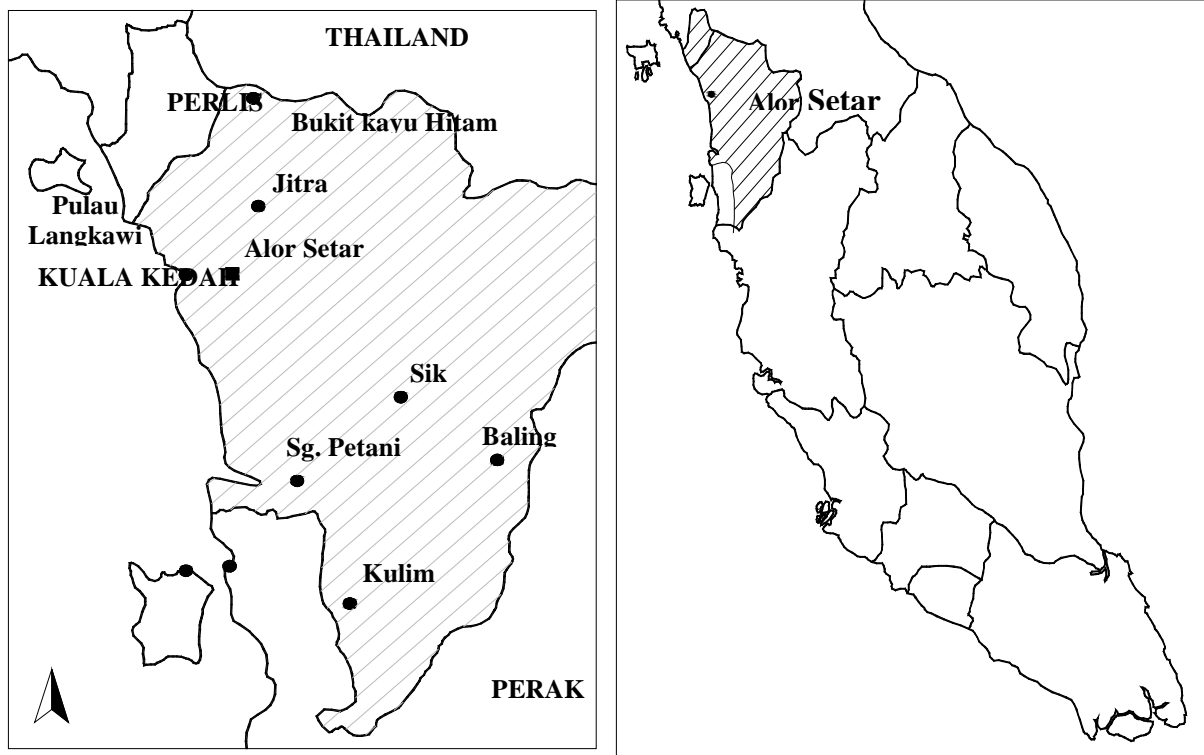 THAILAND
PERLIS
Bukit kayu Hitam
Jitra
Pulau
Langkawi
Alor Setar
KUALA KEDAH
Sik
Sg. Petani
Baling
Kulim
PERAK
Alor Setar